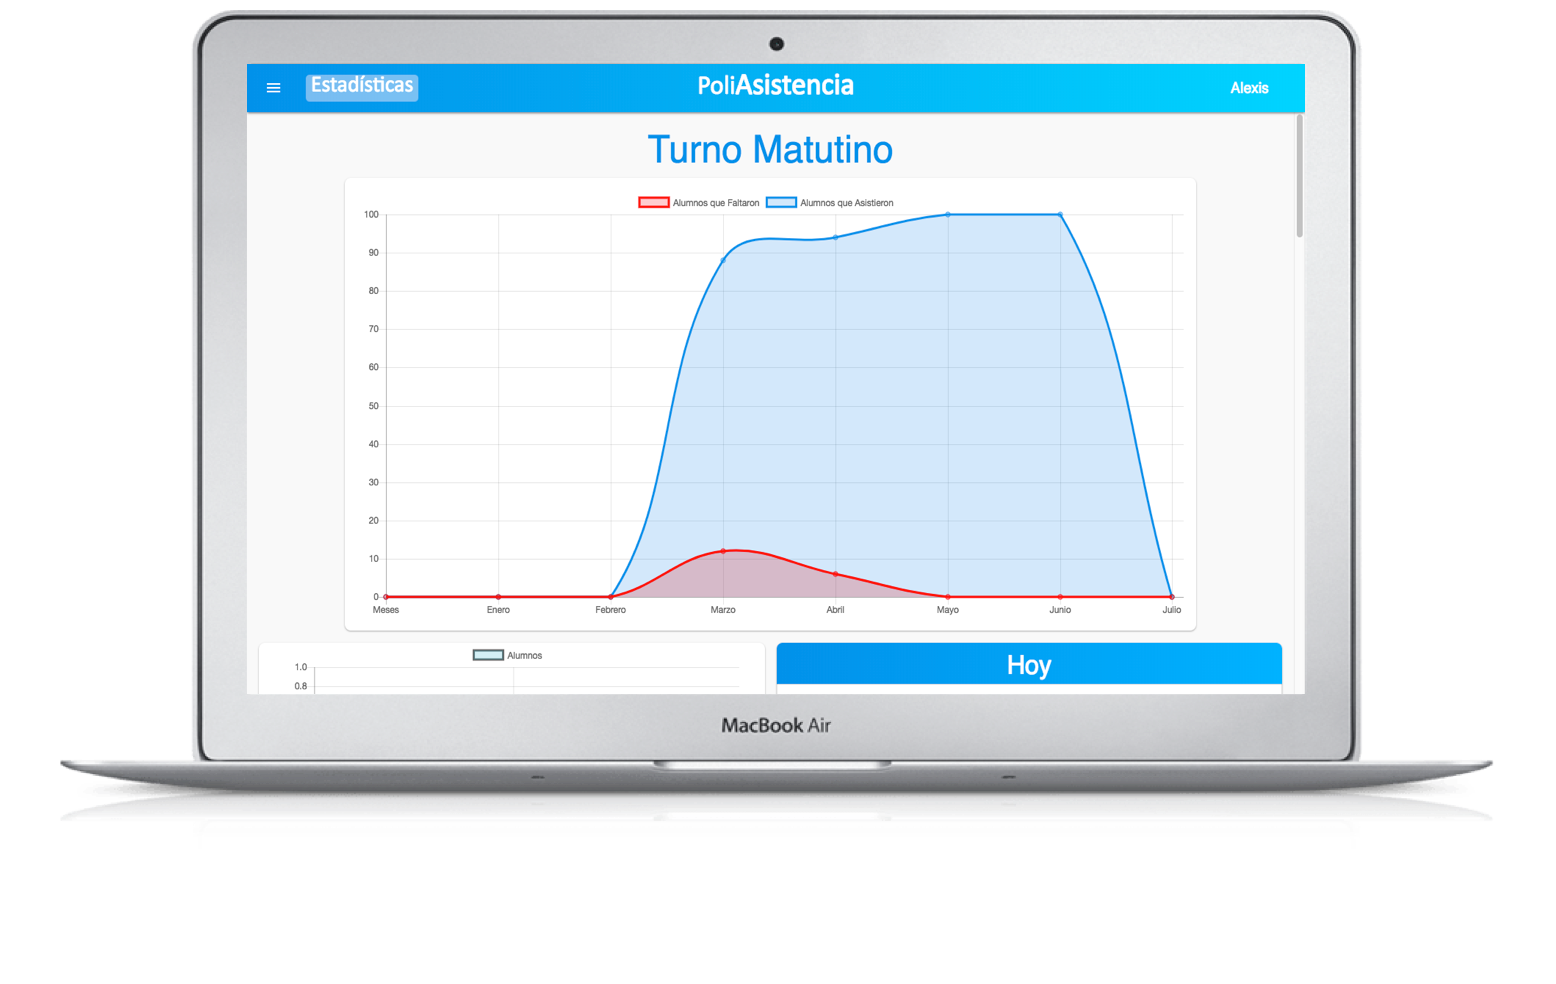 Estadísticas
PoliAsistencia
Alexis
Turno Matutino
Alumnos que Faltaron
Alumnos que Asistieron
100
90
80
70
60
50
40
30
20
10
0
Meses Enero Febrero Marzo Abril Mayo Junio Julio
Alumnos
1.0
0.8
Hoy
MacBook Air